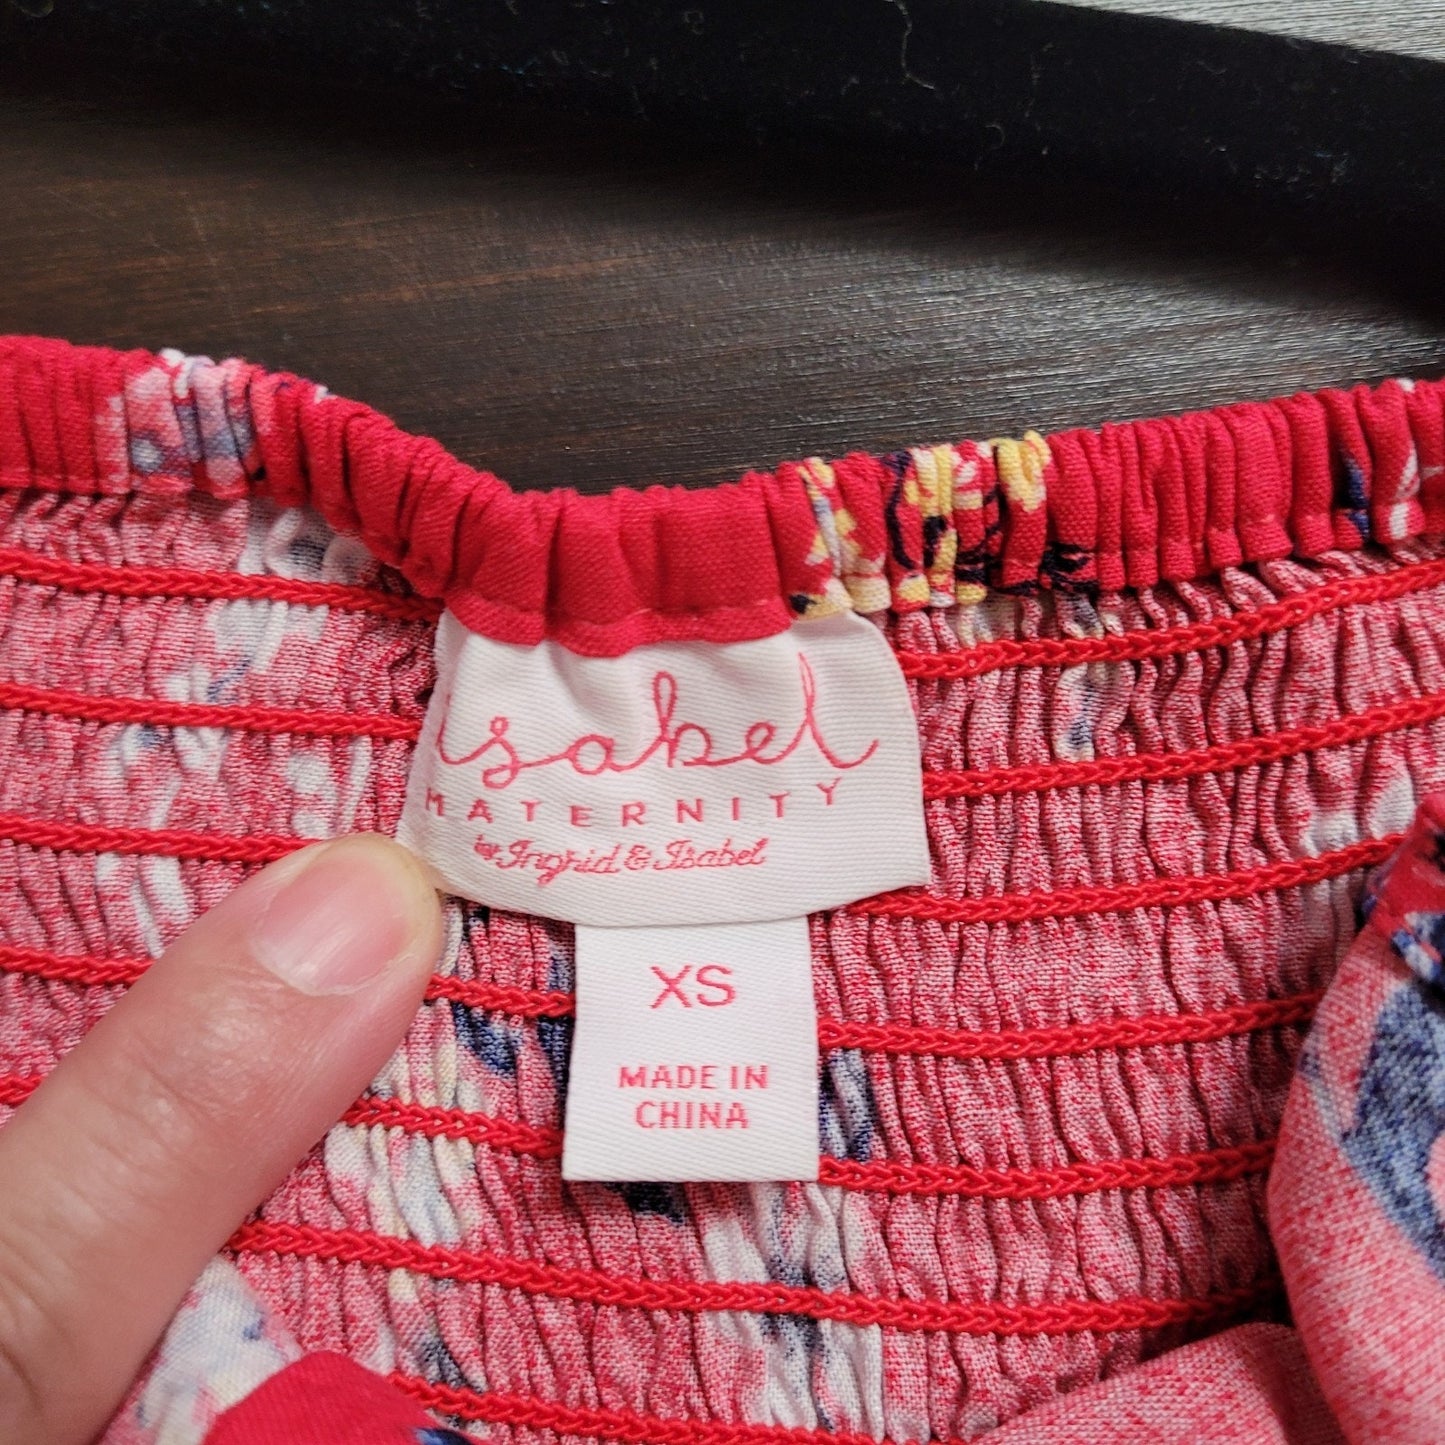 isabel
MATERNITY
by Ingrid & Isabel
XS
MADE IN
CHINA